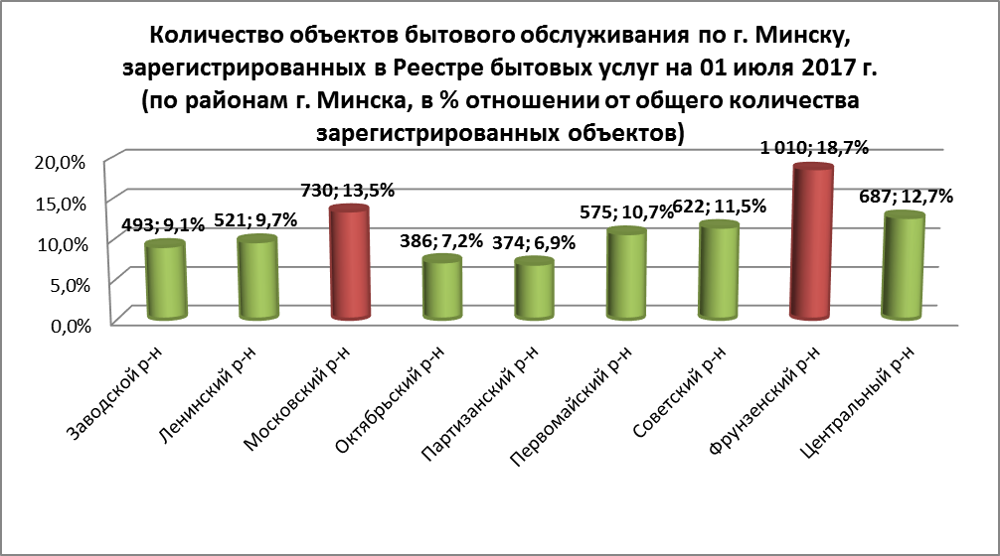 Количество объектов бытового обслуживания по г. Минску,
зарегистрированных в Реестре бытовых услуг на 01 июля 2017 г.
(по районам г. Минска, в % отношении от общего количества
зарегистрированных объектов)
20,0%
15,0%
10,0%
5,0%
0,0%
493; 9,1%
521; 9,7%
730; 13,5%
386; 7,2%
374; 6,9%
575; 10,7%
622; 11,5%
1 010; 18,7%
687; 12,7%
Заводской р-н
Ленинский р-н
Московский р-н
Октябрьский р-н
Партизанский р-н
Первомайский р-н
Советский р-н
Фрунзенский р-н
Центральный р-н